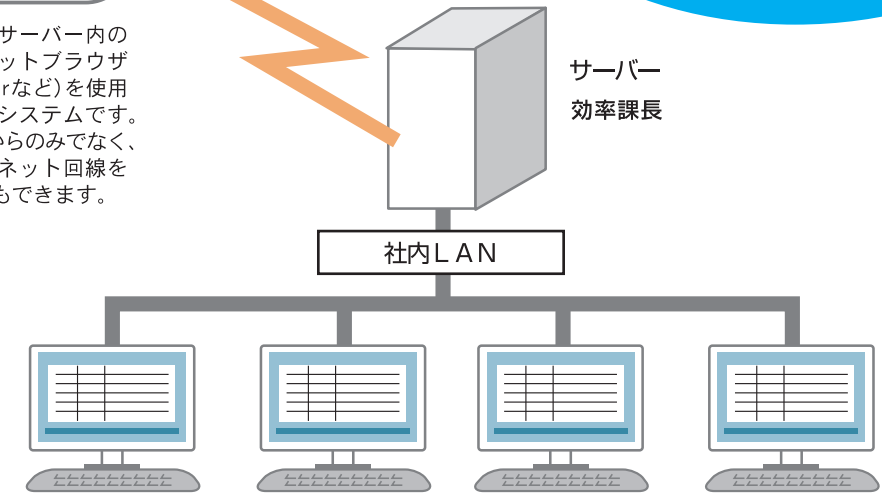 サーバー内の
ットブラウザ
rなど）を使用
システムです。
からのみでなく、
ネット回線を
もできます。
サーバー
効率課長
社内LAN